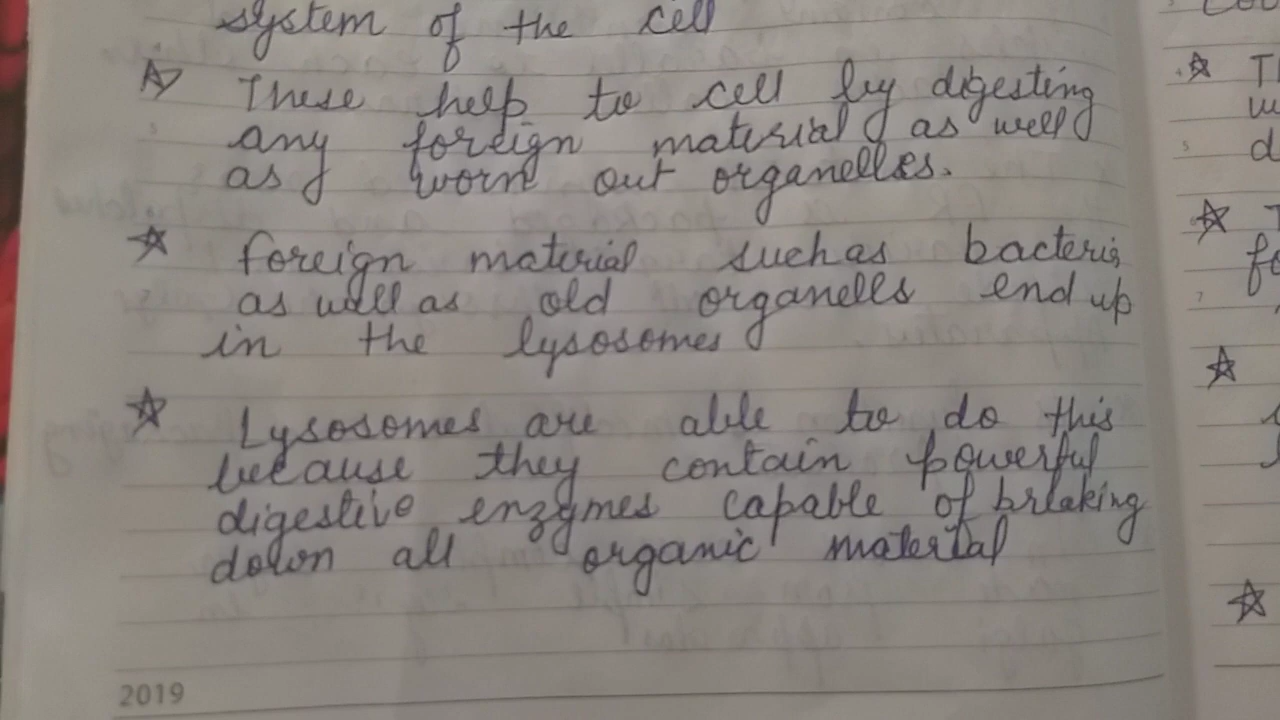 system of the cell
These help to cell by digesting
any foreign material as well
as worn out organelles.
foreign material such as bacteria
as well as old organells end up
in the lysosomes
Lysosomes are able to do this
because they contain powerful
digestive enzymes capable of breaking
down all organic material
2019